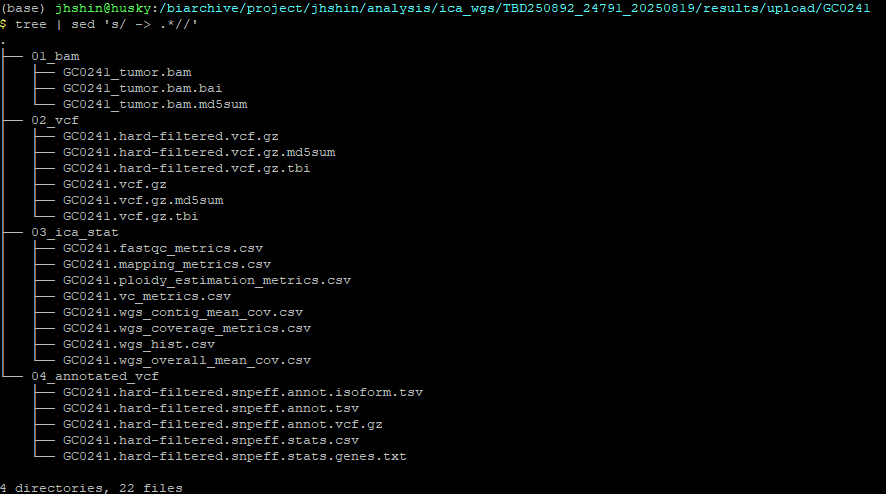 (base) jhshin@husky:/biarchive/project/jhshin/analysis/ica_wgs/TBD250892_24791_20250819/results/upload/GC0241
$ tree | sed 's/ -> .*//'
.
├── 01_bam
│   ├── GC0241_tumor.bam
│   ├── GC0241_tumor.bam.bai
│   └── GC0241_tumor.bam.md5sum
├── 02_vcf
│   ├── GC0241.hard-filtered.vcf.gz
│   ├── GC0241.hard-filtered.vcf.gz.md5sum
│   ├── GC0241.hard-filtered.vcf.gz.tbi
│   ├── GC0241.vcf.gz
│   ├── GC0241.vcf.gz.md5sum
│   └── GC0241.vcf.gz.tbi
├── 03_ica_stat
│   ├── GC0241.fastqc_metrics.csv
│   ├── GC0241.mapping_metrics.csv
│   ├── GC0241.ploidy_estimation_metrics.csv
│   ├── GC0241.vc_metrics.csv
│   ├── GC0241.wgs_contig_mean_cov.csv
│   ├── GC0241.wgs_coverage_metrics.csv
│   ├── GC0241.wgs_hist.csv
│   └── GC0241.wgs_overall_mean_cov.csv
└── 04_annotated_vcf
    ├── GC0241.hard-filtered.snpeff.annot.isoform.tsv
    ├── GC0241.hard-filtered.snpeff.annot.tsv
    ├── GC0241.hard-filtered.snpeff.annot.vcf.gz
    ├── GC0241.hard-filtered.snpeff.stats.csv
    └── GC0241.hard-filtered.snpeff.stats.genes.txt

4 directories, 22 files